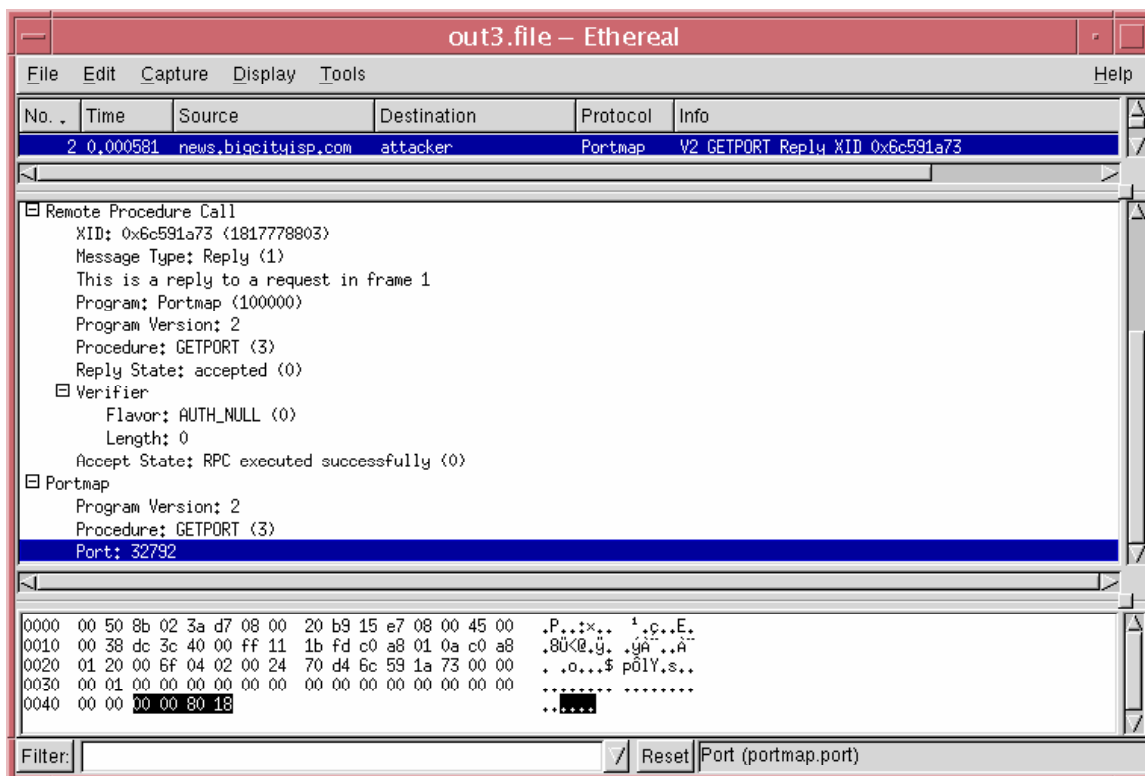 out3.file – Ethereal
File Edit Capture Display Tools Help
No. . Time Source Destination Protocol Info
2 0.000581 news.bigcityisp.com attacker Portmap V2 GETPORT Reply XID 0x6c591a73
Remote Procedure Call
XID: 0x6c591a73 (1817778803)
Message Type: Reply (1)
This is a reply to a request in frame 1
Program: Portmap (100000)
Program Version: 2
Procedure: GETPORT (3)
Reply State: accepted (0)
Verifier
Flavor: AUTH_NULL (0)
Length: 0
Accept State: RPC executed successfully (0)
Portmap
Program Version: 2
Procedure: GETPORT (3)
Port: 32792
0000 00 50 8b 02 3a d7 08 00 20 b9 15 e7 08 00 45 00 .P..:×.. ¹.ç..E.
0010 00 38 dc 3c 40 00 ff 11 1b fd c0 a8 01 0a c0 a8 .8Ü<@.ÿ. .ýÀ¨..À¨
0020 01 20 00 6f 04 02 00 24 70 d4 6c 59 1a 73 00 00 . .o...$ pÔlY.s..
0030 00 01 00 00 00 00 00 00 00 00 00 00 00 00 00 00 ........ ........
0040 00 00 00 00 80 18 ......
Filter: Reset Port (portmap.port)